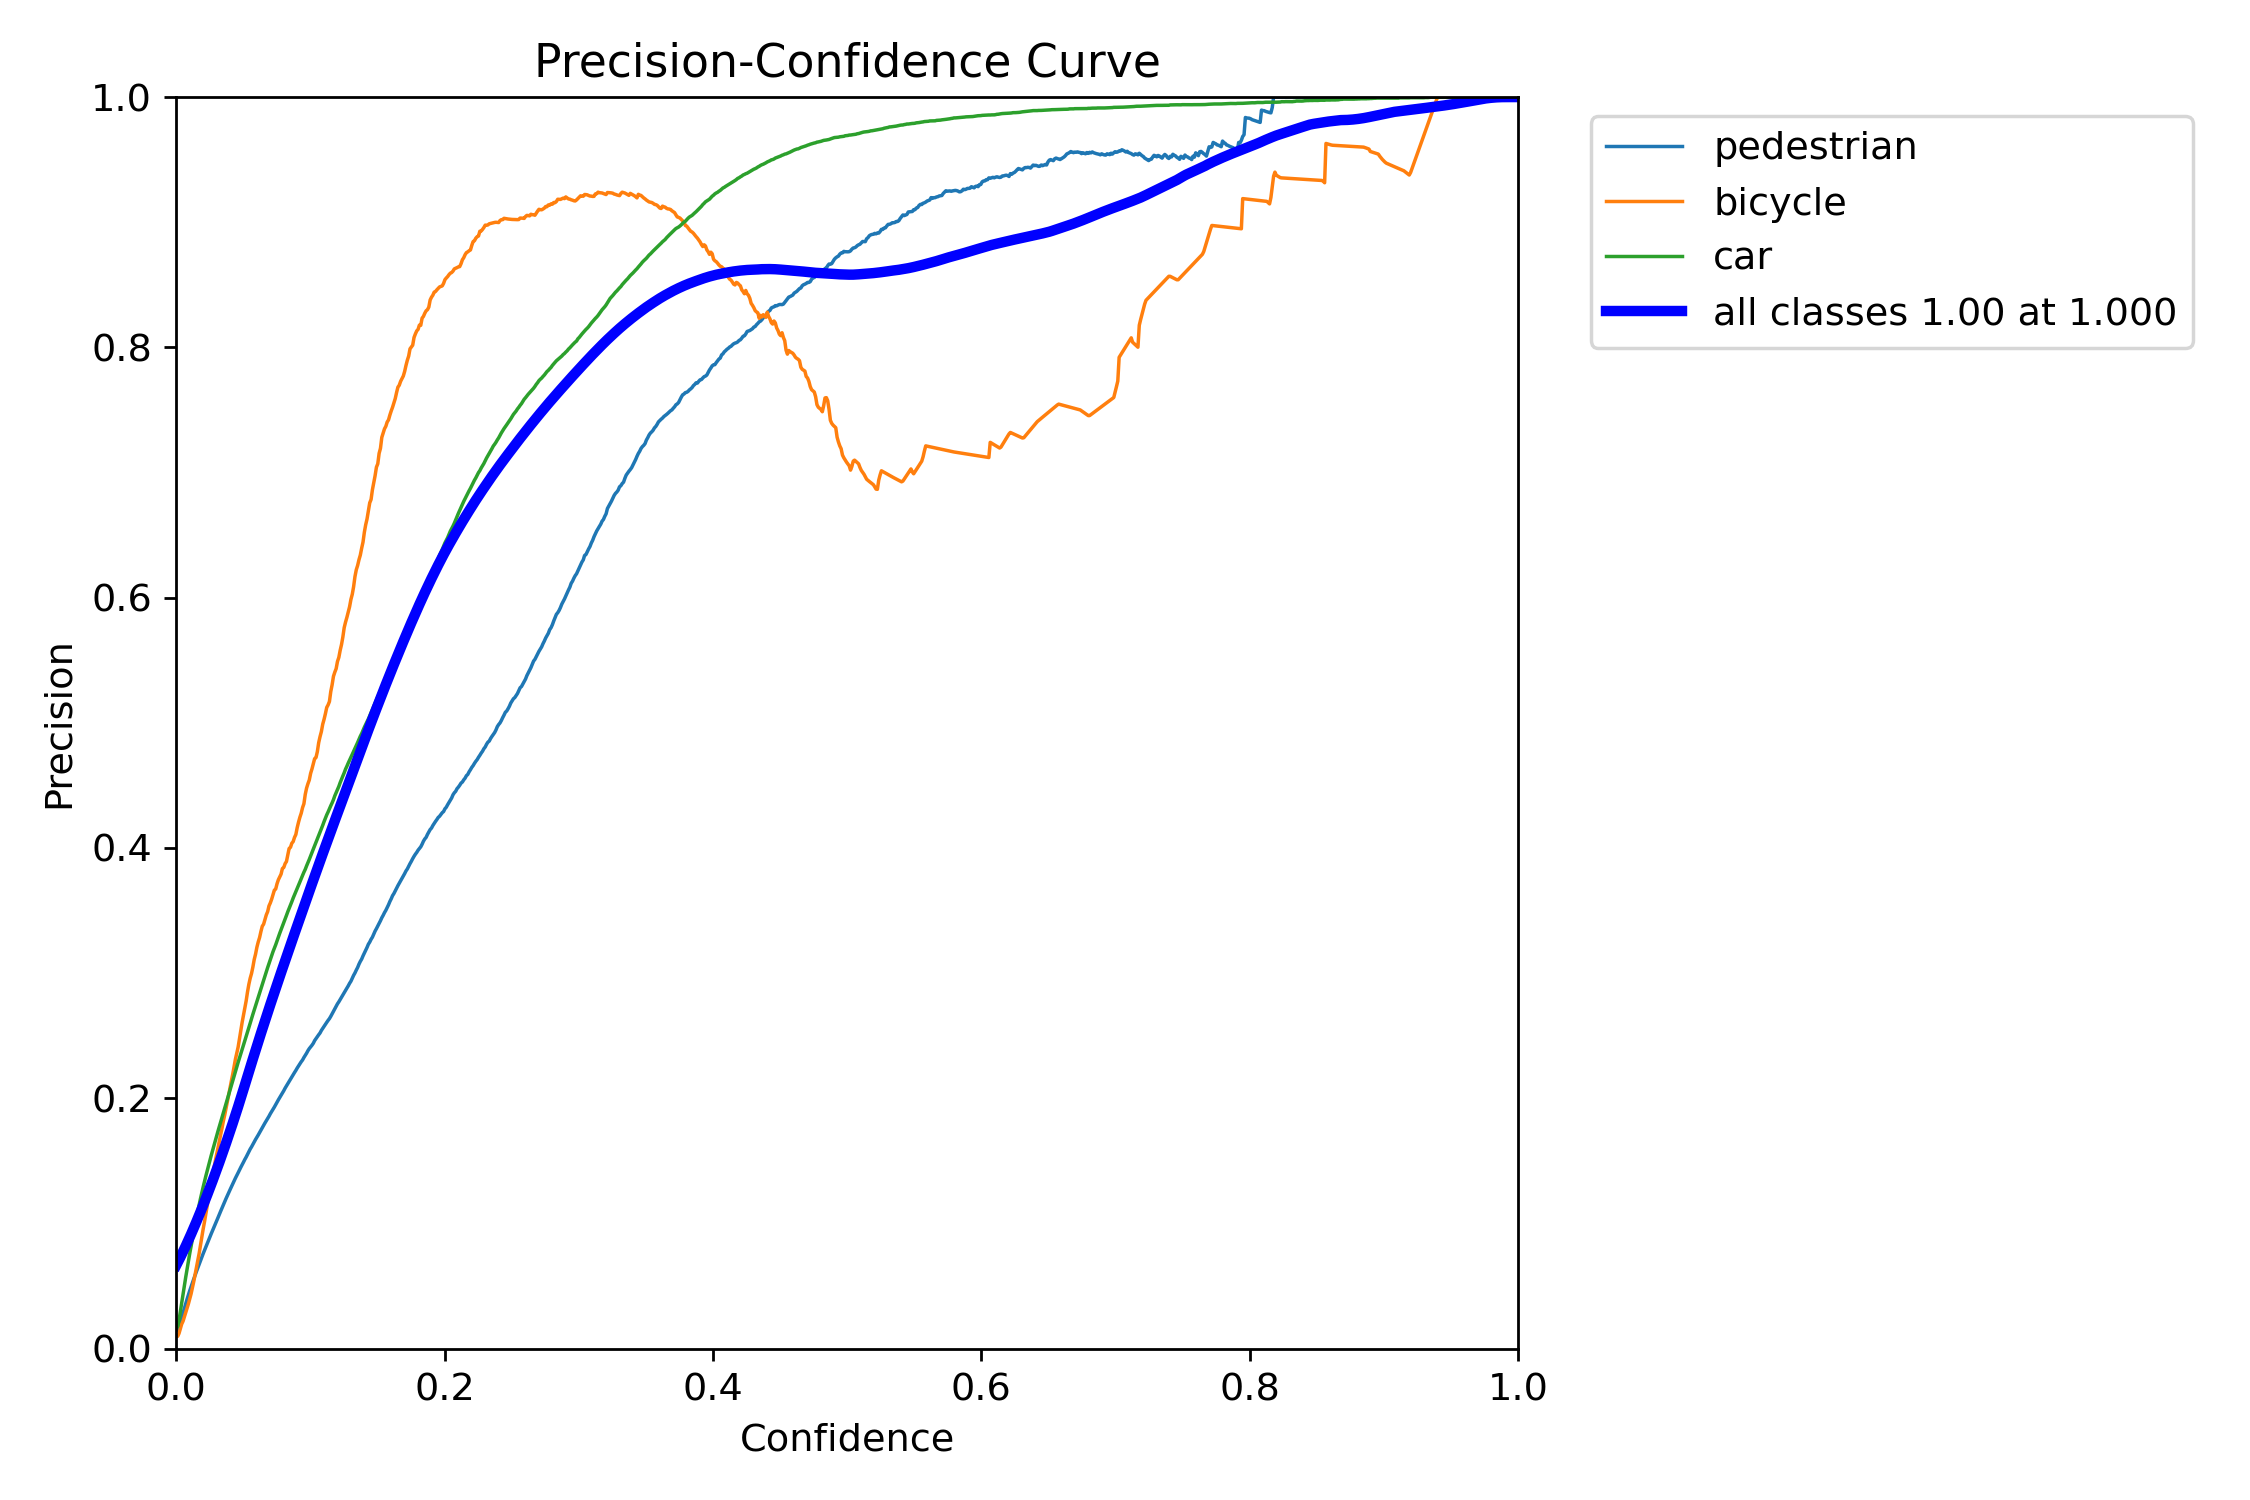 Precision-Confidence Curve
1.0
0.8
0.6
0.4
0.2
0.0
Precision
0.0 0.2 0.4 0.6 0.8 1.0
Confidence
pedestrian
bicycle
car
all classes 1.00 at 1.000